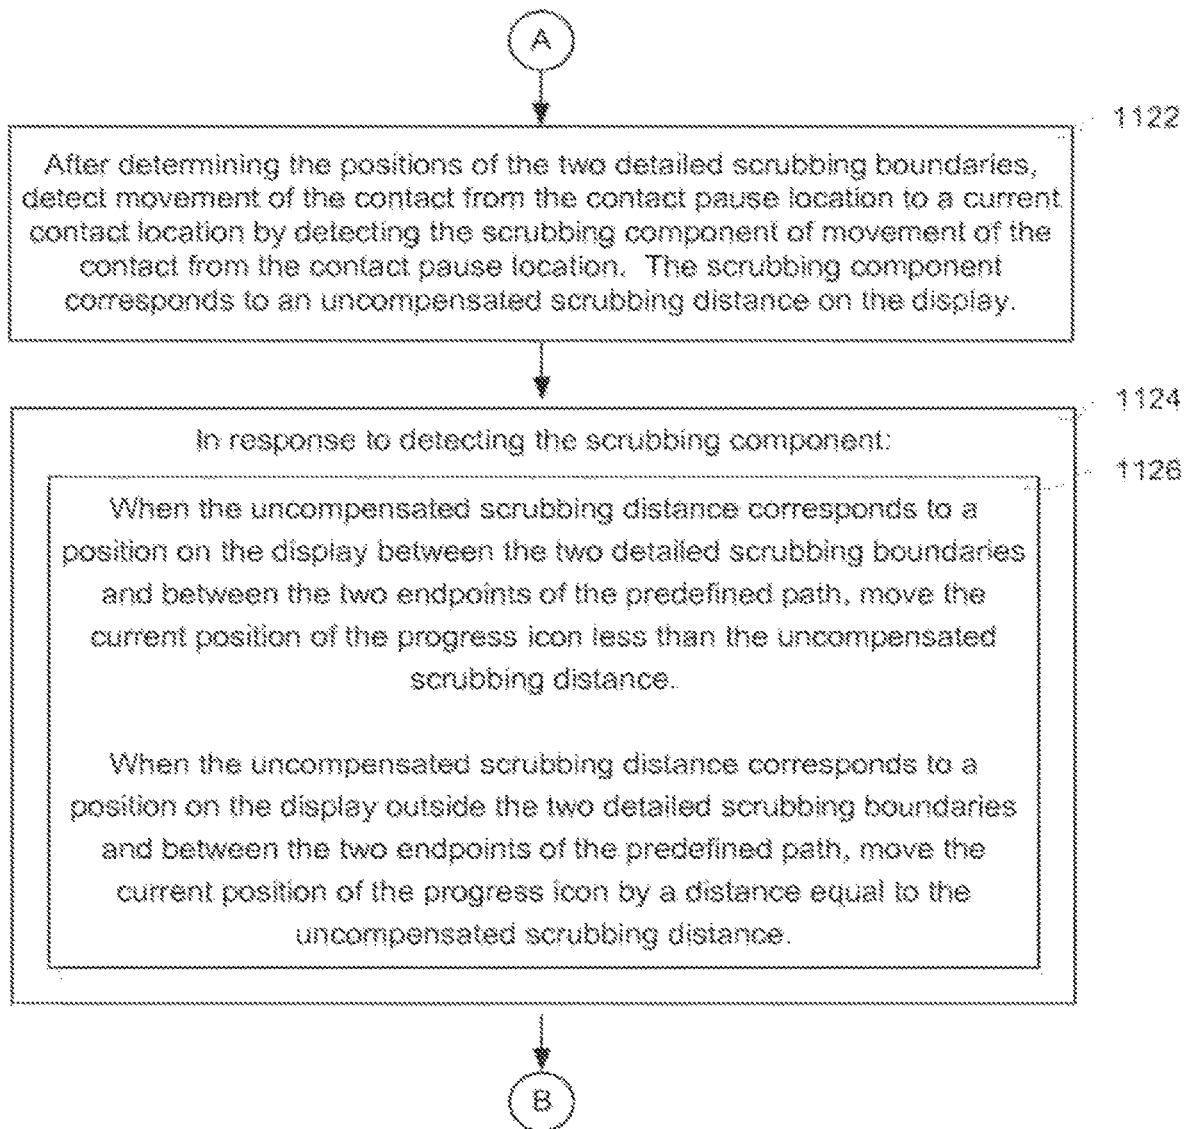 A
1122
After determining the positions of the two detailed scrubbing boundaries,
detect movement of the contact from the contact pause location to a current
contact location by detecting the scrubbing component of movement of the
contact from the contact pause location. The scrubbing component
corresponds to an uncompensated scrubbing distance on the display.
1124
In response to detecting the scrubbing component:
1126
When the uncompensated scrubbing distance corresponds to a
position on the display between the two detailed scrubbing boundaries
and between the two endpoints of the predefined path, move the
current position of the progress icon less than the uncompensated
scrubbing distance.
When the uncompensated scrubbing distance corresponds to a
position on the display outside the two detailed scrubbing boundaries
and between the two endpoints of the predefined path, move the
current position of the progress icon by a distance equal to the
uncompensated scrubbing distance.
B